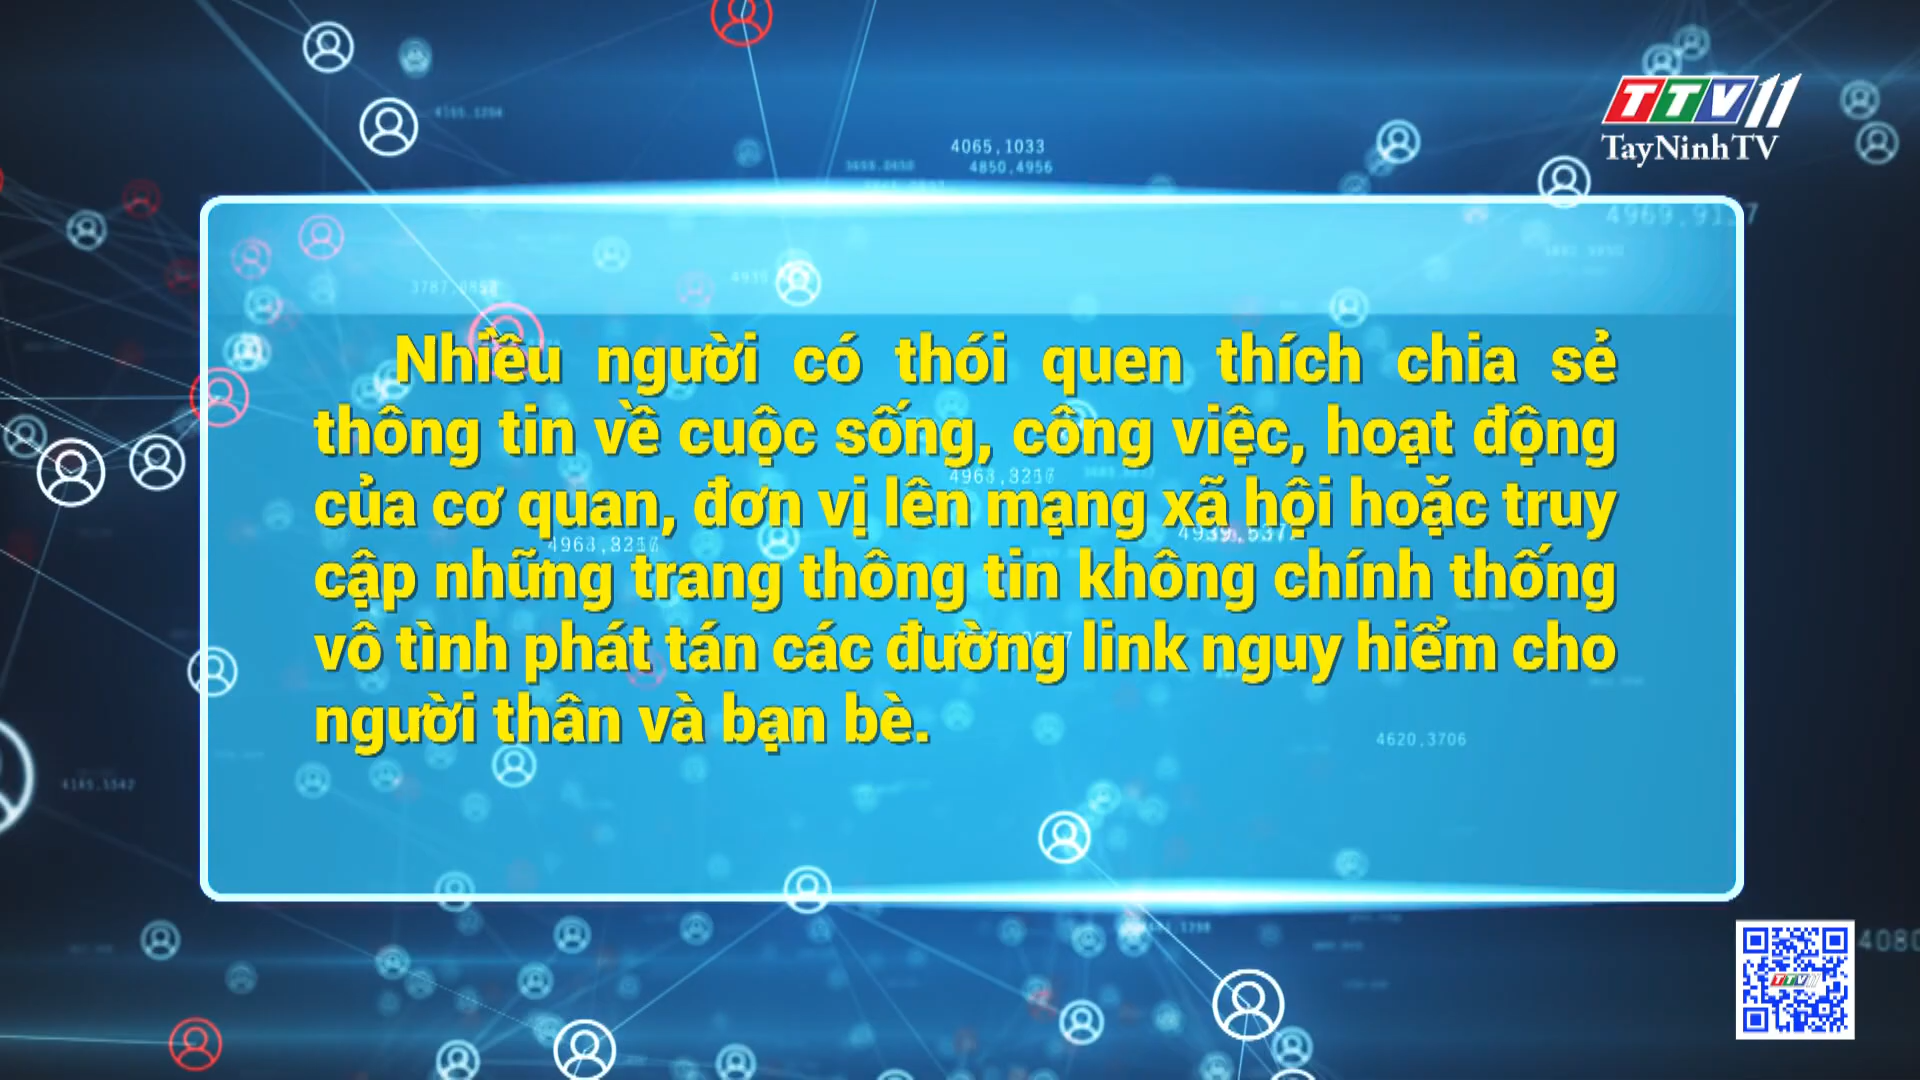 4065,1033
4850,4956
TTV11
TayNinhTV
Nhiều người có thói quen thích chia sẻ
thông tin về cuộc sống, công việc, hoạt động
của cơ quan, đơn vị lên mạng xã hội hoặc truy
cập những trang thông tin không chính thống
vô tình phát tán các đường link nguy hiểm cho
người thân và bạn bè.
4620,3706
TTV11